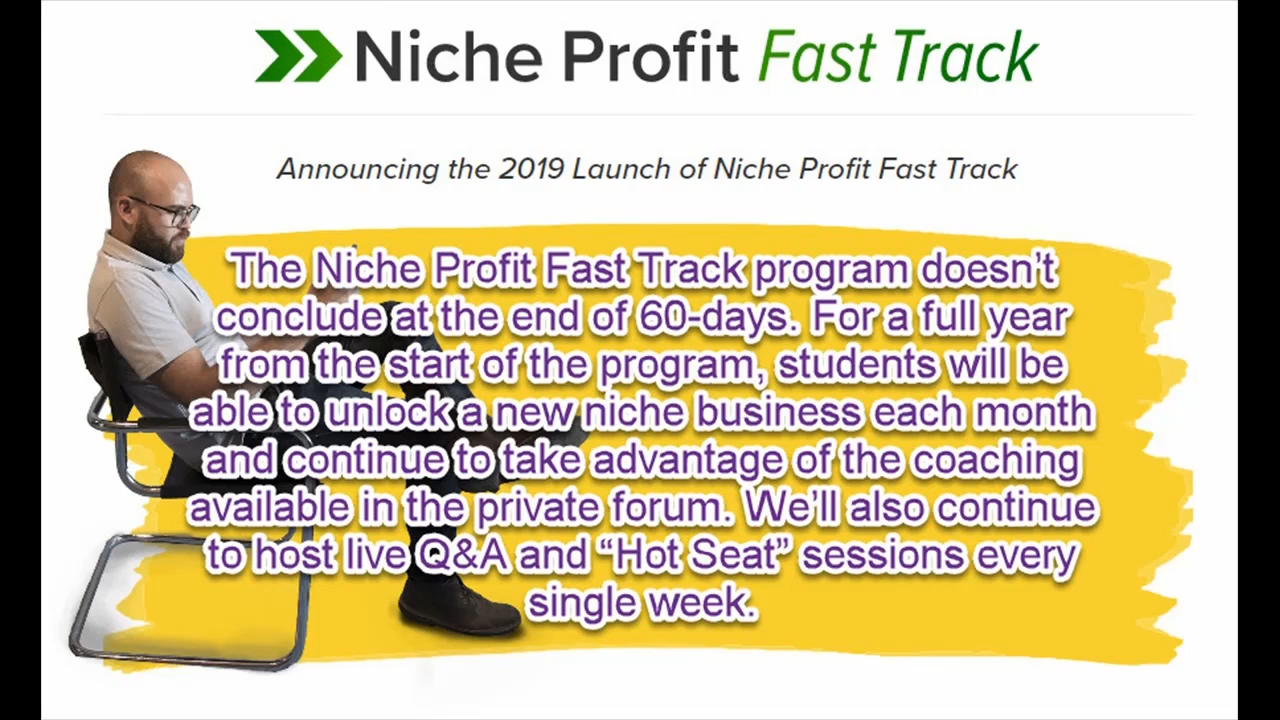 Niche Profit Fast Track
Announcing the 2019 Launch of Niche Profit Fast Track
The Niche Profit Fast Track program doesn’t
conclude at the end of 60-days. For a full year
from the start of the program, students will be
able to unlock a new niche business each month
and continue to take advantage of the coaching
available in the private forum. We’ll also continue
to host live Q&A and “Hot Seat” sessions every
single week.